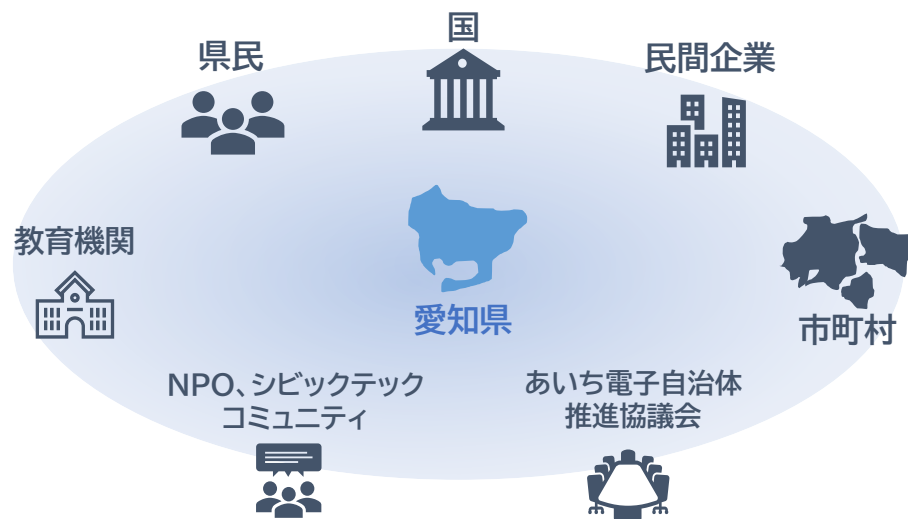 国
県民
民間企業
教育機関
愛知県
市町村
NPO、シビックテック
コミュニティ
あいち電子自治体
推進協議会